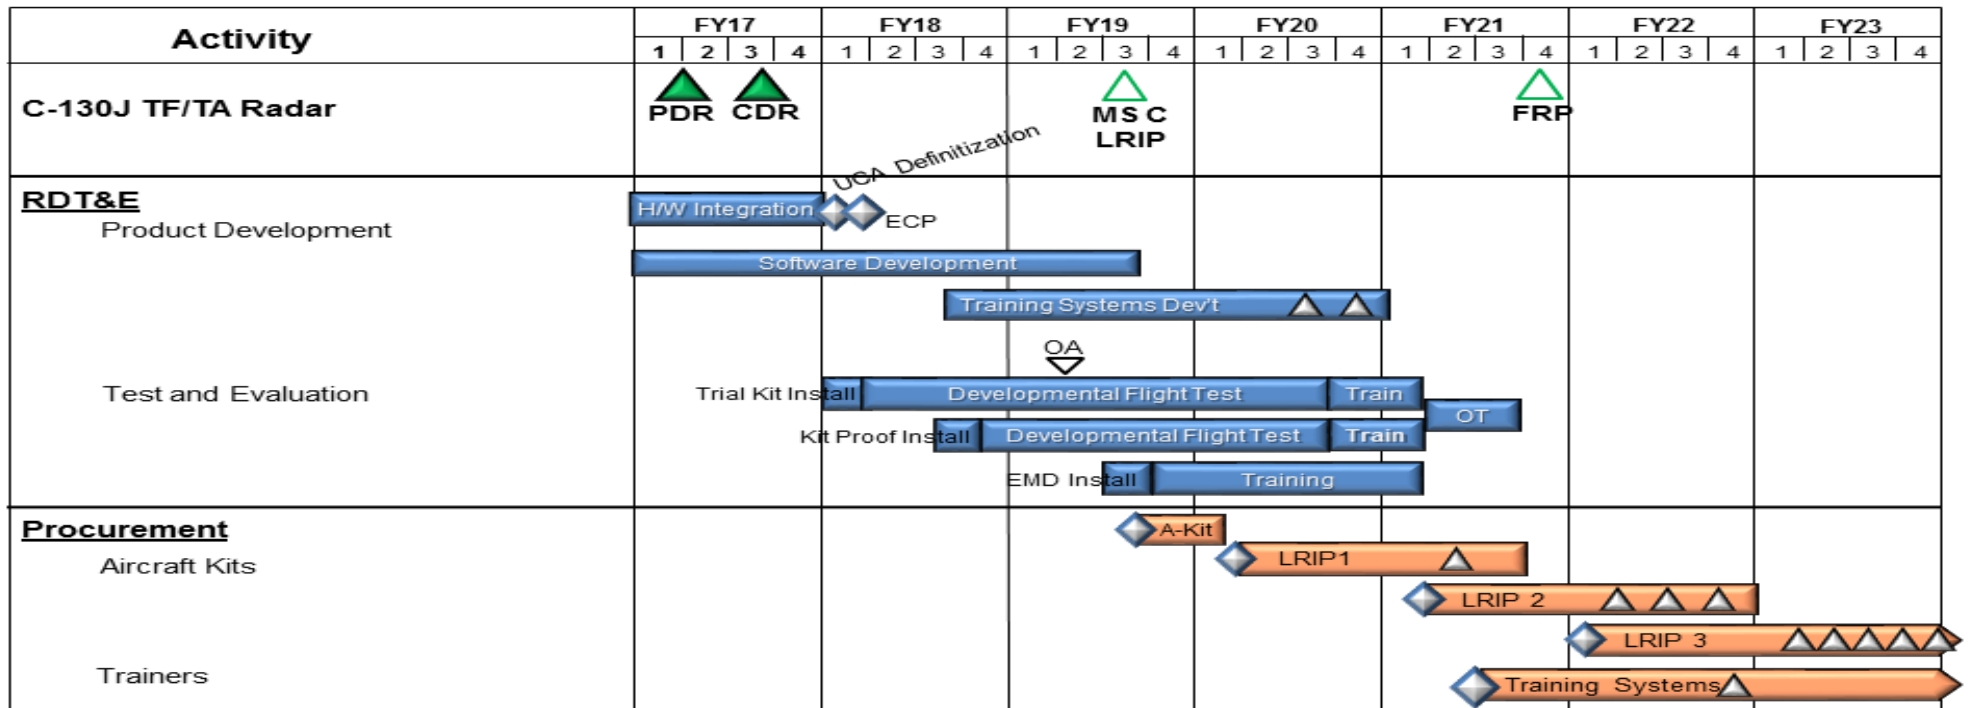 Activity
FY17 FY18 FY19 FY20 FY21 FY22 FY23
1 2 3 4 1 2 3 4 1 2 3 4 1 2 3 4 1 2 3 4 1 2 3 4 1 2 3 4
C-130J TF/TA Radar
PDR CDR MS C FRP
LRIP
UCA Definitization
RDT&E
H/W Integration
ECP
Product Development
Software Development
Training Systems Dev't
OA
Test and Evaluation Trial Kit Install Developmental Flight Test Train
OT
Kit Proof Install Developmental Flight Test Train
EMD Install Training
Procurement
A-Kit
Aircraft Kits LRIP1
LRIP 2
LRIP 3
Trainers Training Systems